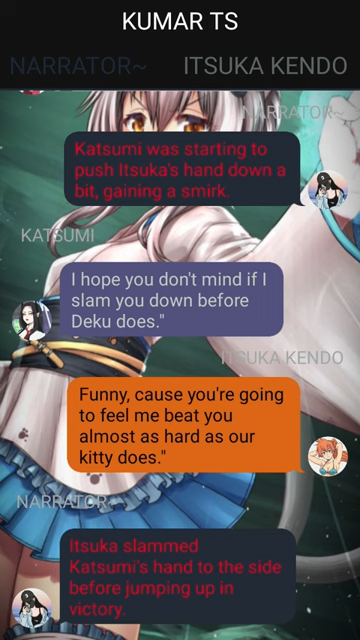 KUMAR TS
NARRATOR~ ITSUKA KENDO
NARRATOR~
Katsumi was starting to
push Itsuka's hand down a
bit, gaining a smirk.
KATSUMI
I hope you don't mind if I
slam you down before
Deku does."
ITSUKA KENDO
Funny, cause you're going
to feel me beat you
almost as hard as our
kitty does."
NARRATOR~
Itsuka slammed
Katsumi's hand to the side
before jumping up in
victory.